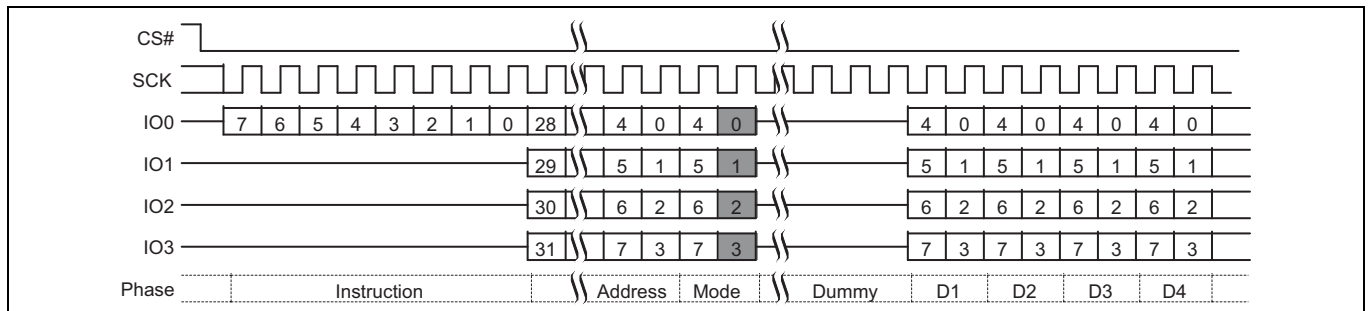 CS#
SCK
IO0 7 6 5 4 3 2 1 0 28 4 0 4 0 4 0 4 0 4 0 4 0
IO1 29 5 1 5 1 5 1 5 1 5 1 5 1
IO2 30 6 2 6 2 6 2 6 2 6 2 6 2
IO3 31 7 3 7 3 7 3 7 3 7 3 7 3
Phase Instruction Address Mode Dummy D1 D2 D3 D4